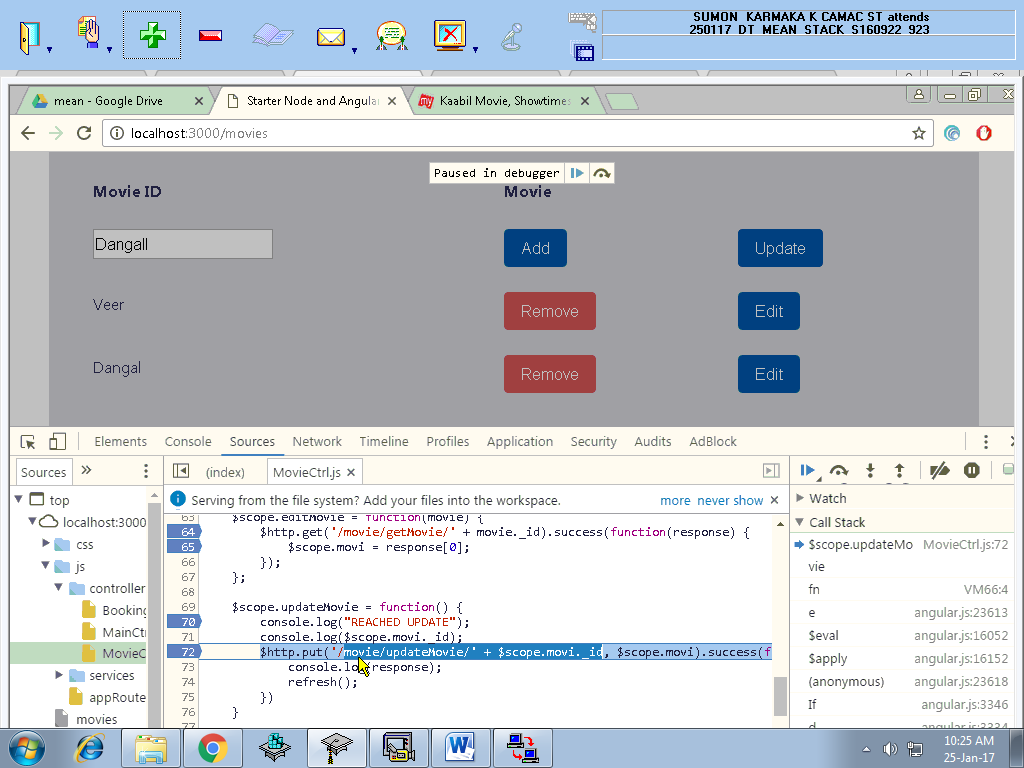 SUMON KARMAKA K CAMAC ST attends
250117_DT_MEAN_STACK_S160922_923
mean - Google Drive
Starter Node and Angula
Kaabil Movie, Showtimes
localhost:3000/movies
Paused in debugger
Movie ID
Movie
Dangall
Add
Update
Veer
Remove
Edit
Dangal
Remove
Edit
Elements
Console
Sources
Network
Timeline
Profiles
Application
Security
Audits
AdBlock
Sources
(index)
MovieCtrl.js
Serving from the file system? Add your files into the workspace.
more never show
top
localhost:3000
css
js
controller
Booking
MainCt
MovieC
services
appRoute
movies
63 $scope.editMovie = function(movie) {
64 $http.get('/movie/getMovie/' + movie._id).success(function(response) {
65 $scope.movi = response[0];
66 });
67 };
68
69 $scope.updateMovie = function() {
70 console.log("REACHED UPDATE");
71 console.log($scope.movi._id);
72 $http.put('/movie/updateMovie/' + $scope.movi._id, $scope.movi).success(f
73 console.log(response);
74 refresh();
75 })
76 }
77
Watch
Call Stack
$scope.updateMo MovieCtrl.js:72
vie
fn VM66:4
e angular.js:23613
$eval angular.js:16052
$apply angular.js:16152
(anonymous) angular.js:23618
If angular.js:3346
d angular.js:3334
10:25 AM
25-Jan-17